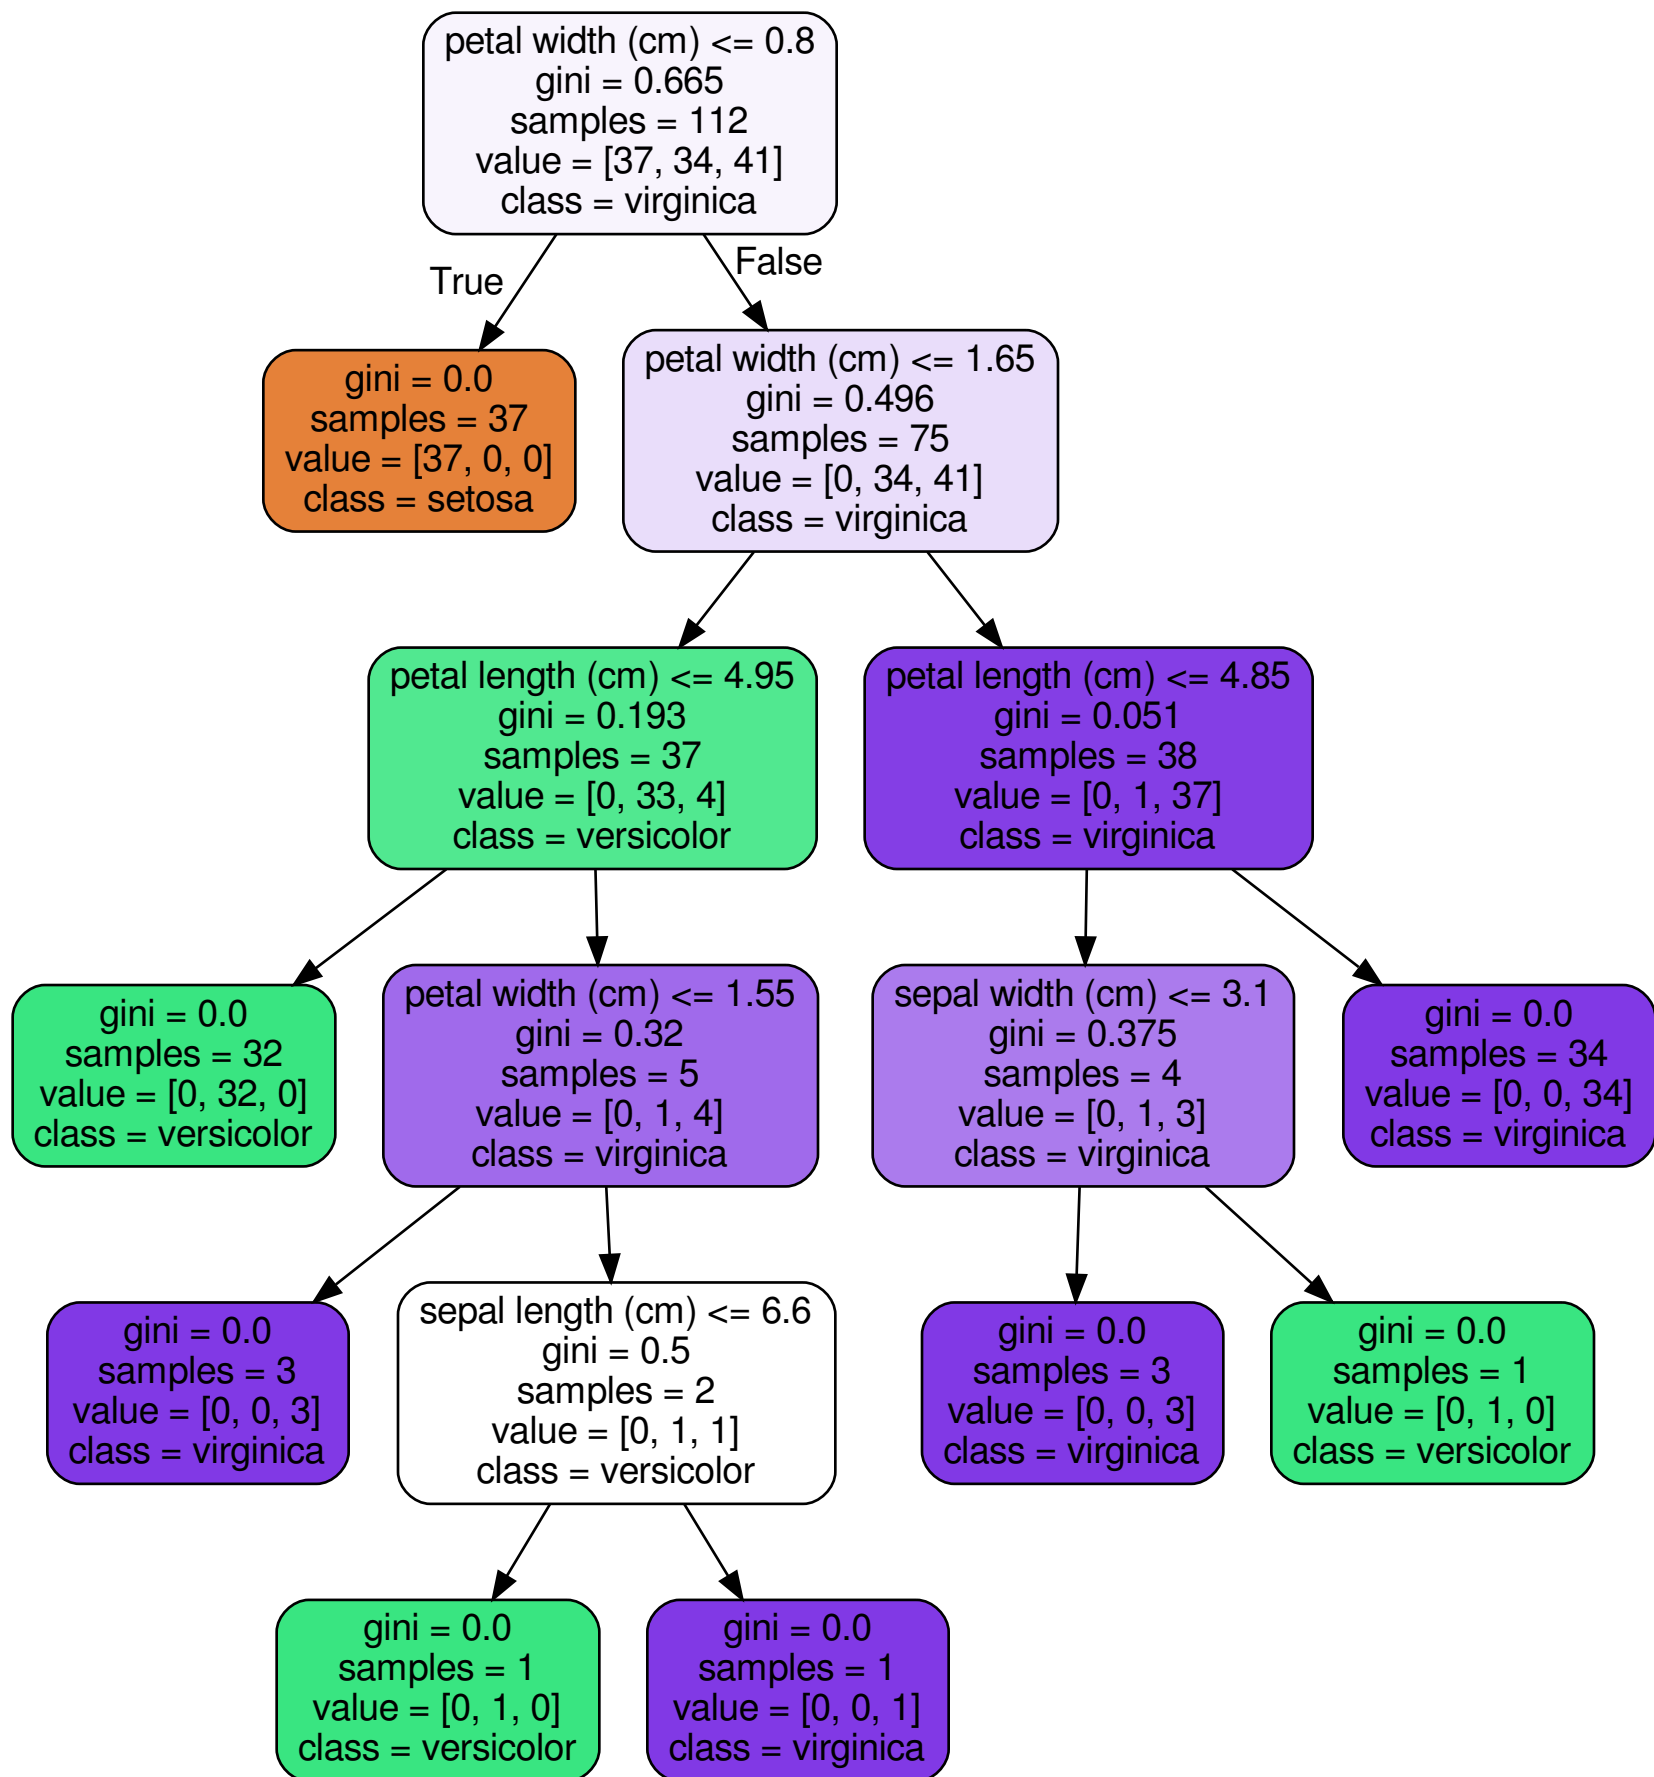 petal width (cm) <= 0.8
gini = 0.665
samples = 112
value = [37, 34, 41]
class = virginica
True
False
gini = 0.0
samples = 37
value = [37, 0, 0]
class = setosa
petal width (cm) <= 1.65
gini = 0.496
samples = 75
value = [0, 34, 41]
class = virginica
petal length (cm) <= 4.95
gini = 0.193
samples = 37
value = [0, 33, 4]
class = versicolor
petal length (cm) <= 4.85
gini = 0.051
samples = 38
value = [0, 1, 37]
class = virginica
gini = 0.0
samples = 32
value = [0, 32, 0]
class = versicolor
petal width (cm) <= 1.55
gini = 0.32
samples = 5
value = [0, 1, 4]
class = virginica
sepal width (cm) <= 3.1
gini = 0.375
samples = 4
value = [0, 1, 3]
class = virginica
gini = 0.0
samples = 34
value = [0, 0, 34]
class = virginica
gini = 0.0
samples = 3
value = [0, 0, 3]
class = virginica
sepal length (cm) <= 6.6
gini = 0.5
samples = 2
value = [0, 1, 1]
class = versicolor
gini = 0.0
samples = 3
value = [0, 0, 3]
class = virginica
gini = 0.0
samples = 1
value = [0, 1, 0]
class = versicolor
gini = 0.0
samples = 1
value = [0, 1, 0]
class = versicolor
gini = 0.0
samples = 1
value = [0, 0, 1]
class = virginica